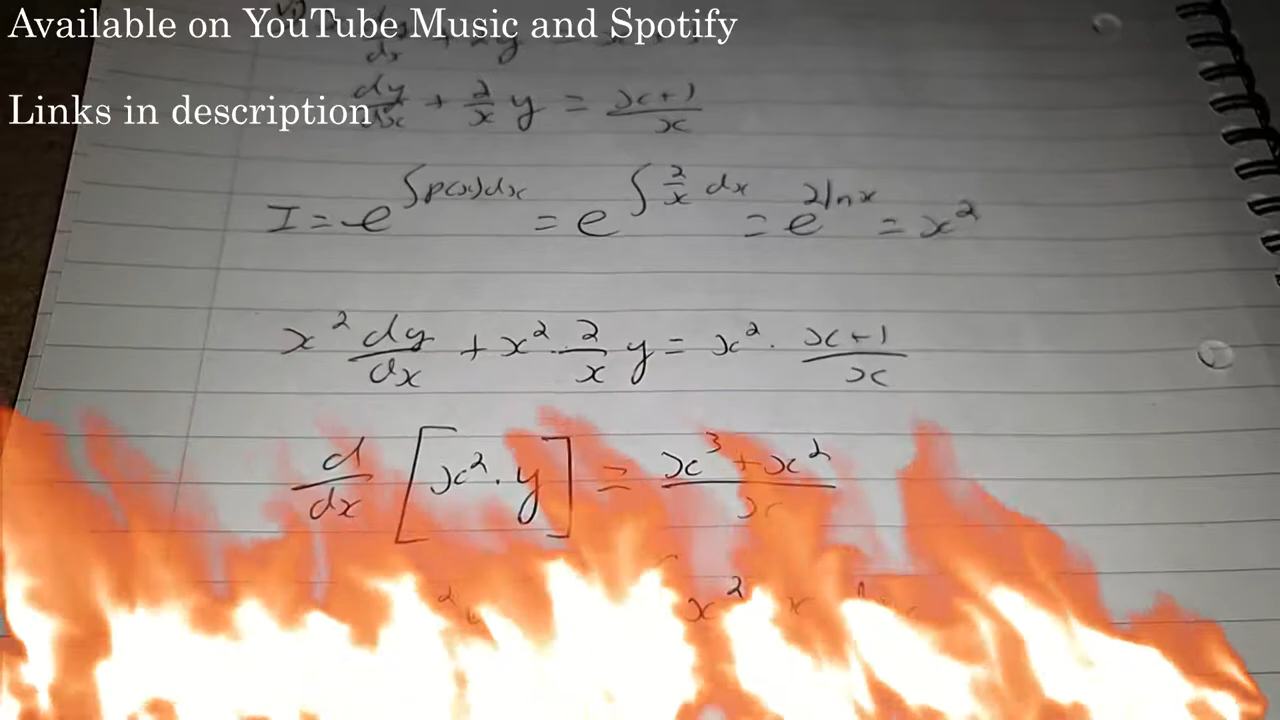 Available on YouTube Music and Spotify
Links in description
dy/dx + 2/x y = x+1/x
I = e^∫p(x)dx = e^∫2/x dx = e^2lnx = x^2
x^2 dy/dx + x^2 · 2/x y = x^2 · x+1/x
d/dx [x^2 · y] = x^3 + x^2/x